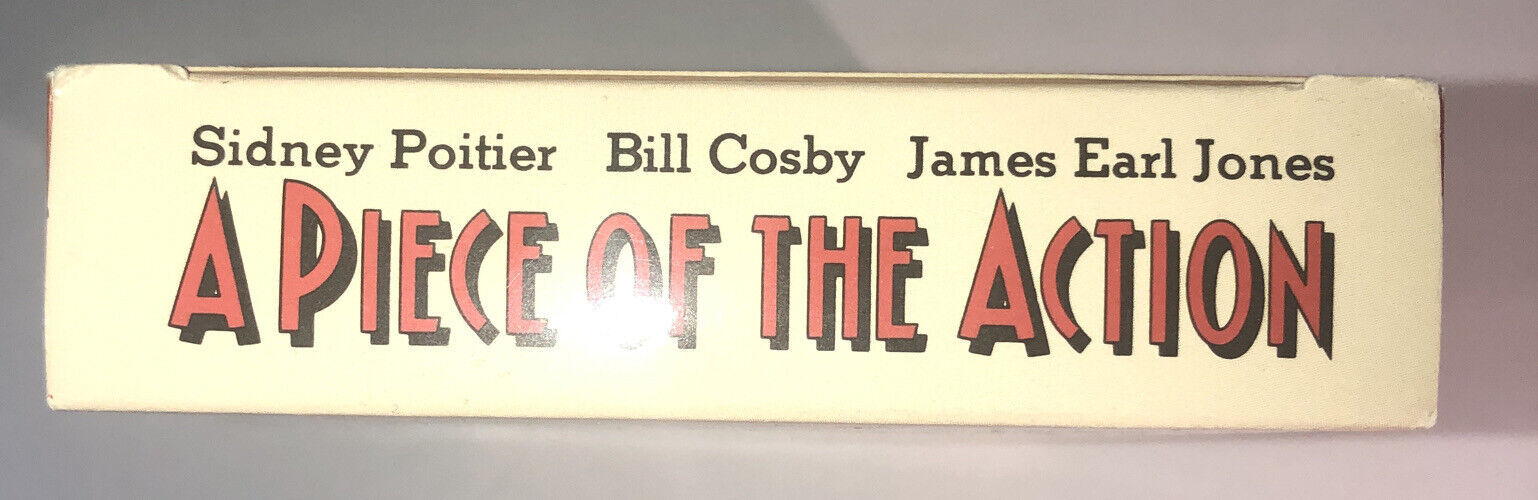 Sidney Poitier Bill Cosby James Earl Jones
A PIECE OF THE ACTION